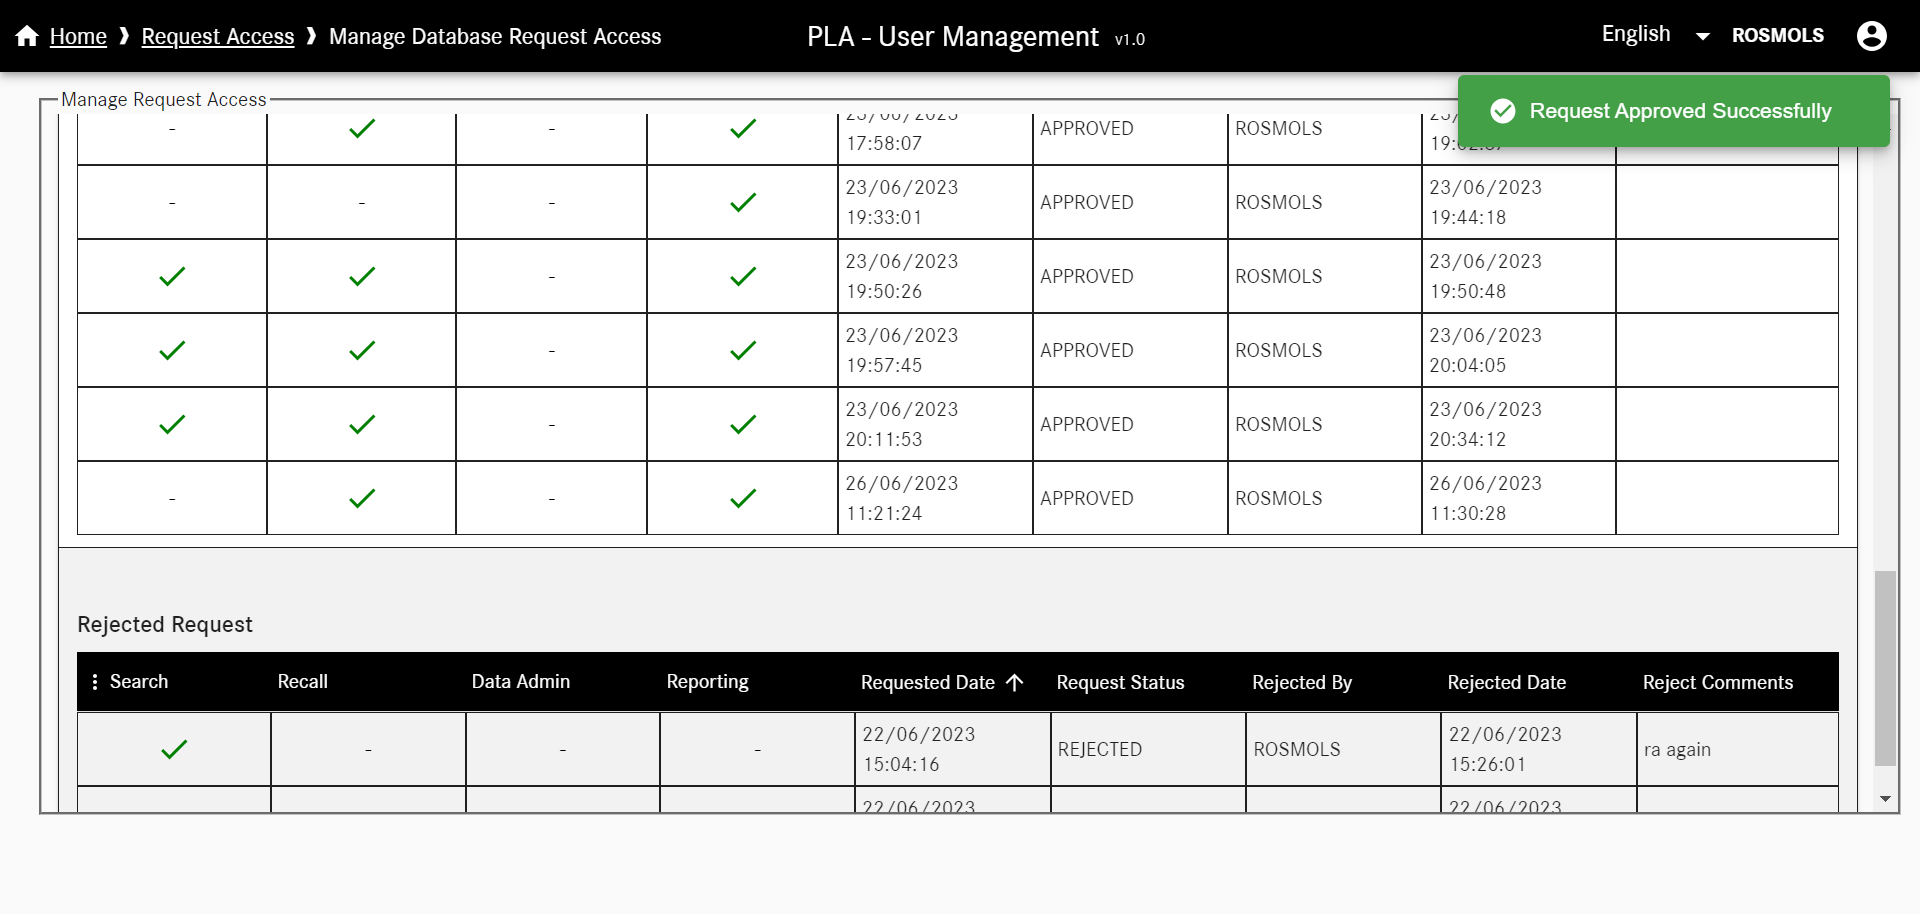 Home ❱ Request Access ❱ Manage Database Request Access
PLA - User Management v1.0
English
ROSMOLS
Request Approved Successfully
Manage Request Access
- - 17:58:07 APPROVED ROSMOLS
- - - 23/06/2023 19:33:01 APPROVED ROSMOLS 23/06/2023 19:44:18
- 23/06/2023 19:50:26 APPROVED ROSMOLS 23/06/2023 19:50:48
- 23/06/2023 19:57:45 APPROVED ROSMOLS 23/06/2023 20:04:05
- 23/06/2023 20:11:53 APPROVED ROSMOLS 23/06/2023 20:34:12
- - 26/06/2023 11:21:24 APPROVED ROSMOLS 26/06/2023 11:30:28
Rejected Request
Search Recall Data Admin Reporting Requested Date Request Status Rejected By Rejected Date Reject Comments
- - - 22/06/2023 15:04:16 REJECTED ROSMOLS 22/06/2023 15:26:01 ra again
22/06/2023 22/06/2023